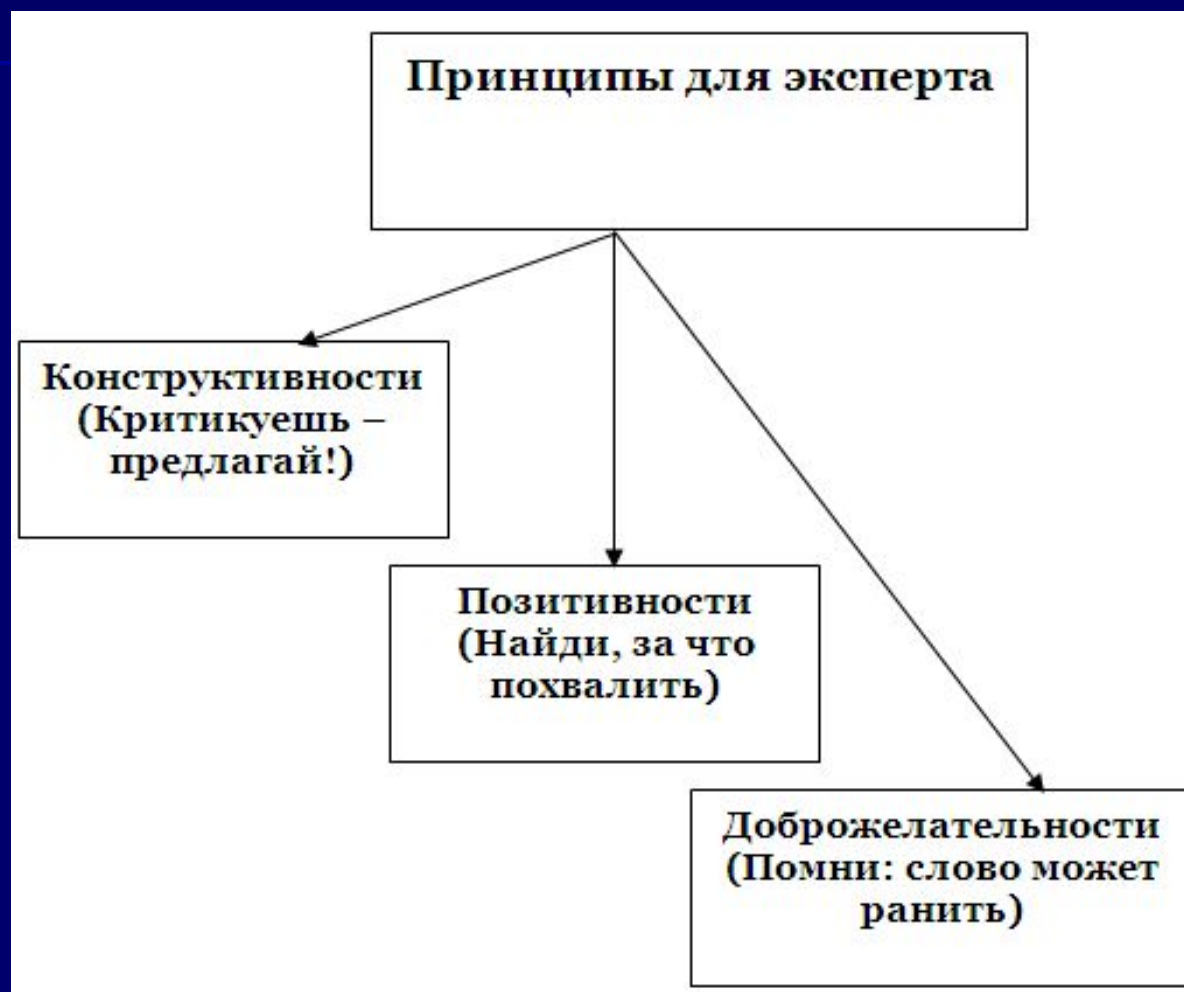 Принципы для эксперта
Конструктивности
(Критикуешь –
предлагай!)
Позитивности
(Найди, за что
похвалить)
Доброжелательности
(Помни: слово может
ранить)